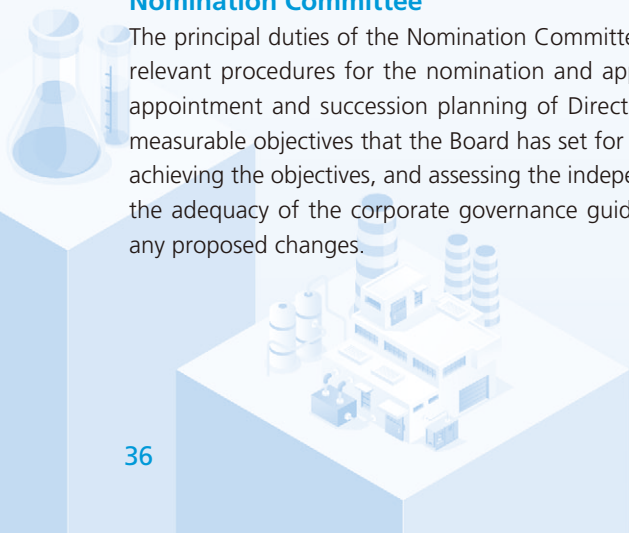 Nomination Committee
The principal duties of the Nomination Committe
relevant procedures for the nomination and ap
appointment and succession planning of Direct
measurable objectives that the Board has set for
achieving the objectives, and assessing the indepe
the adequacy of the corporate governance guid
any proposed changes.
36